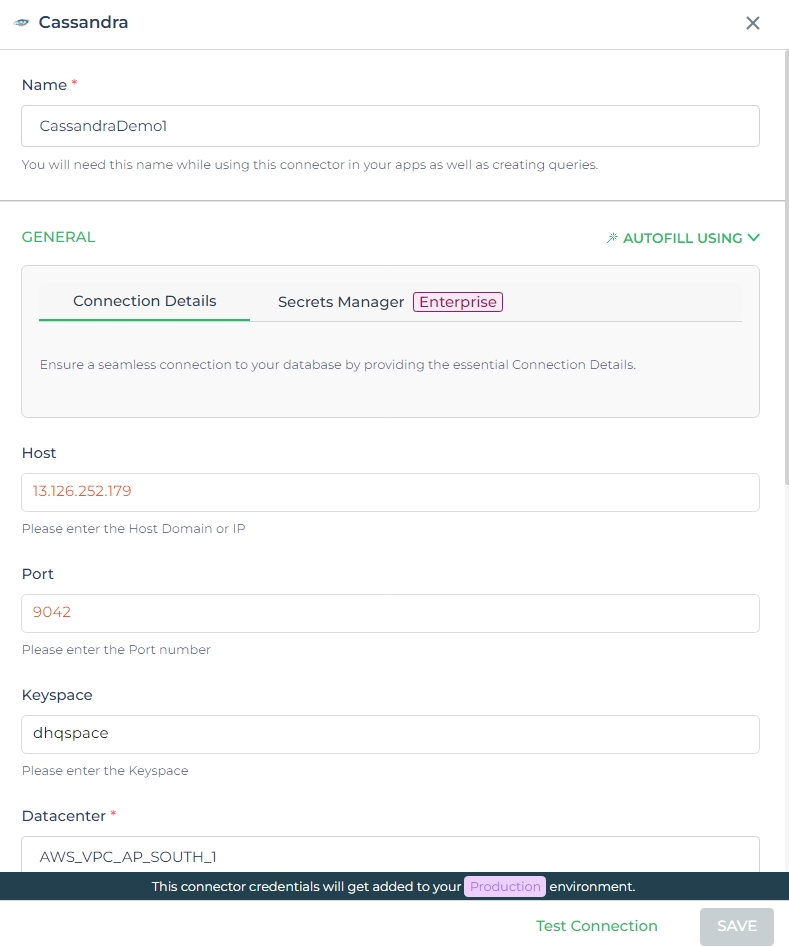 Cassandra
Name *
CassandraDemo1
You will need this name while using this connector in your apps as well as creating queries.
GENERAL
AUTOFILL USING
Connection Details
Secrets Manager Enterprise
Ensure a seamless connection to your database by providing the essential Connection Details.
Host
13.126.252.179
Please enter the Host Domain or IP
Port
9042
Please enter the Port number
Keyspace
dhqspace
Please enter the Keyspace
Datacenter *
AWS_VPC_AP_SOUTH_1
This connector credentials will get added to your Production environment.
Test Connection
SAVE